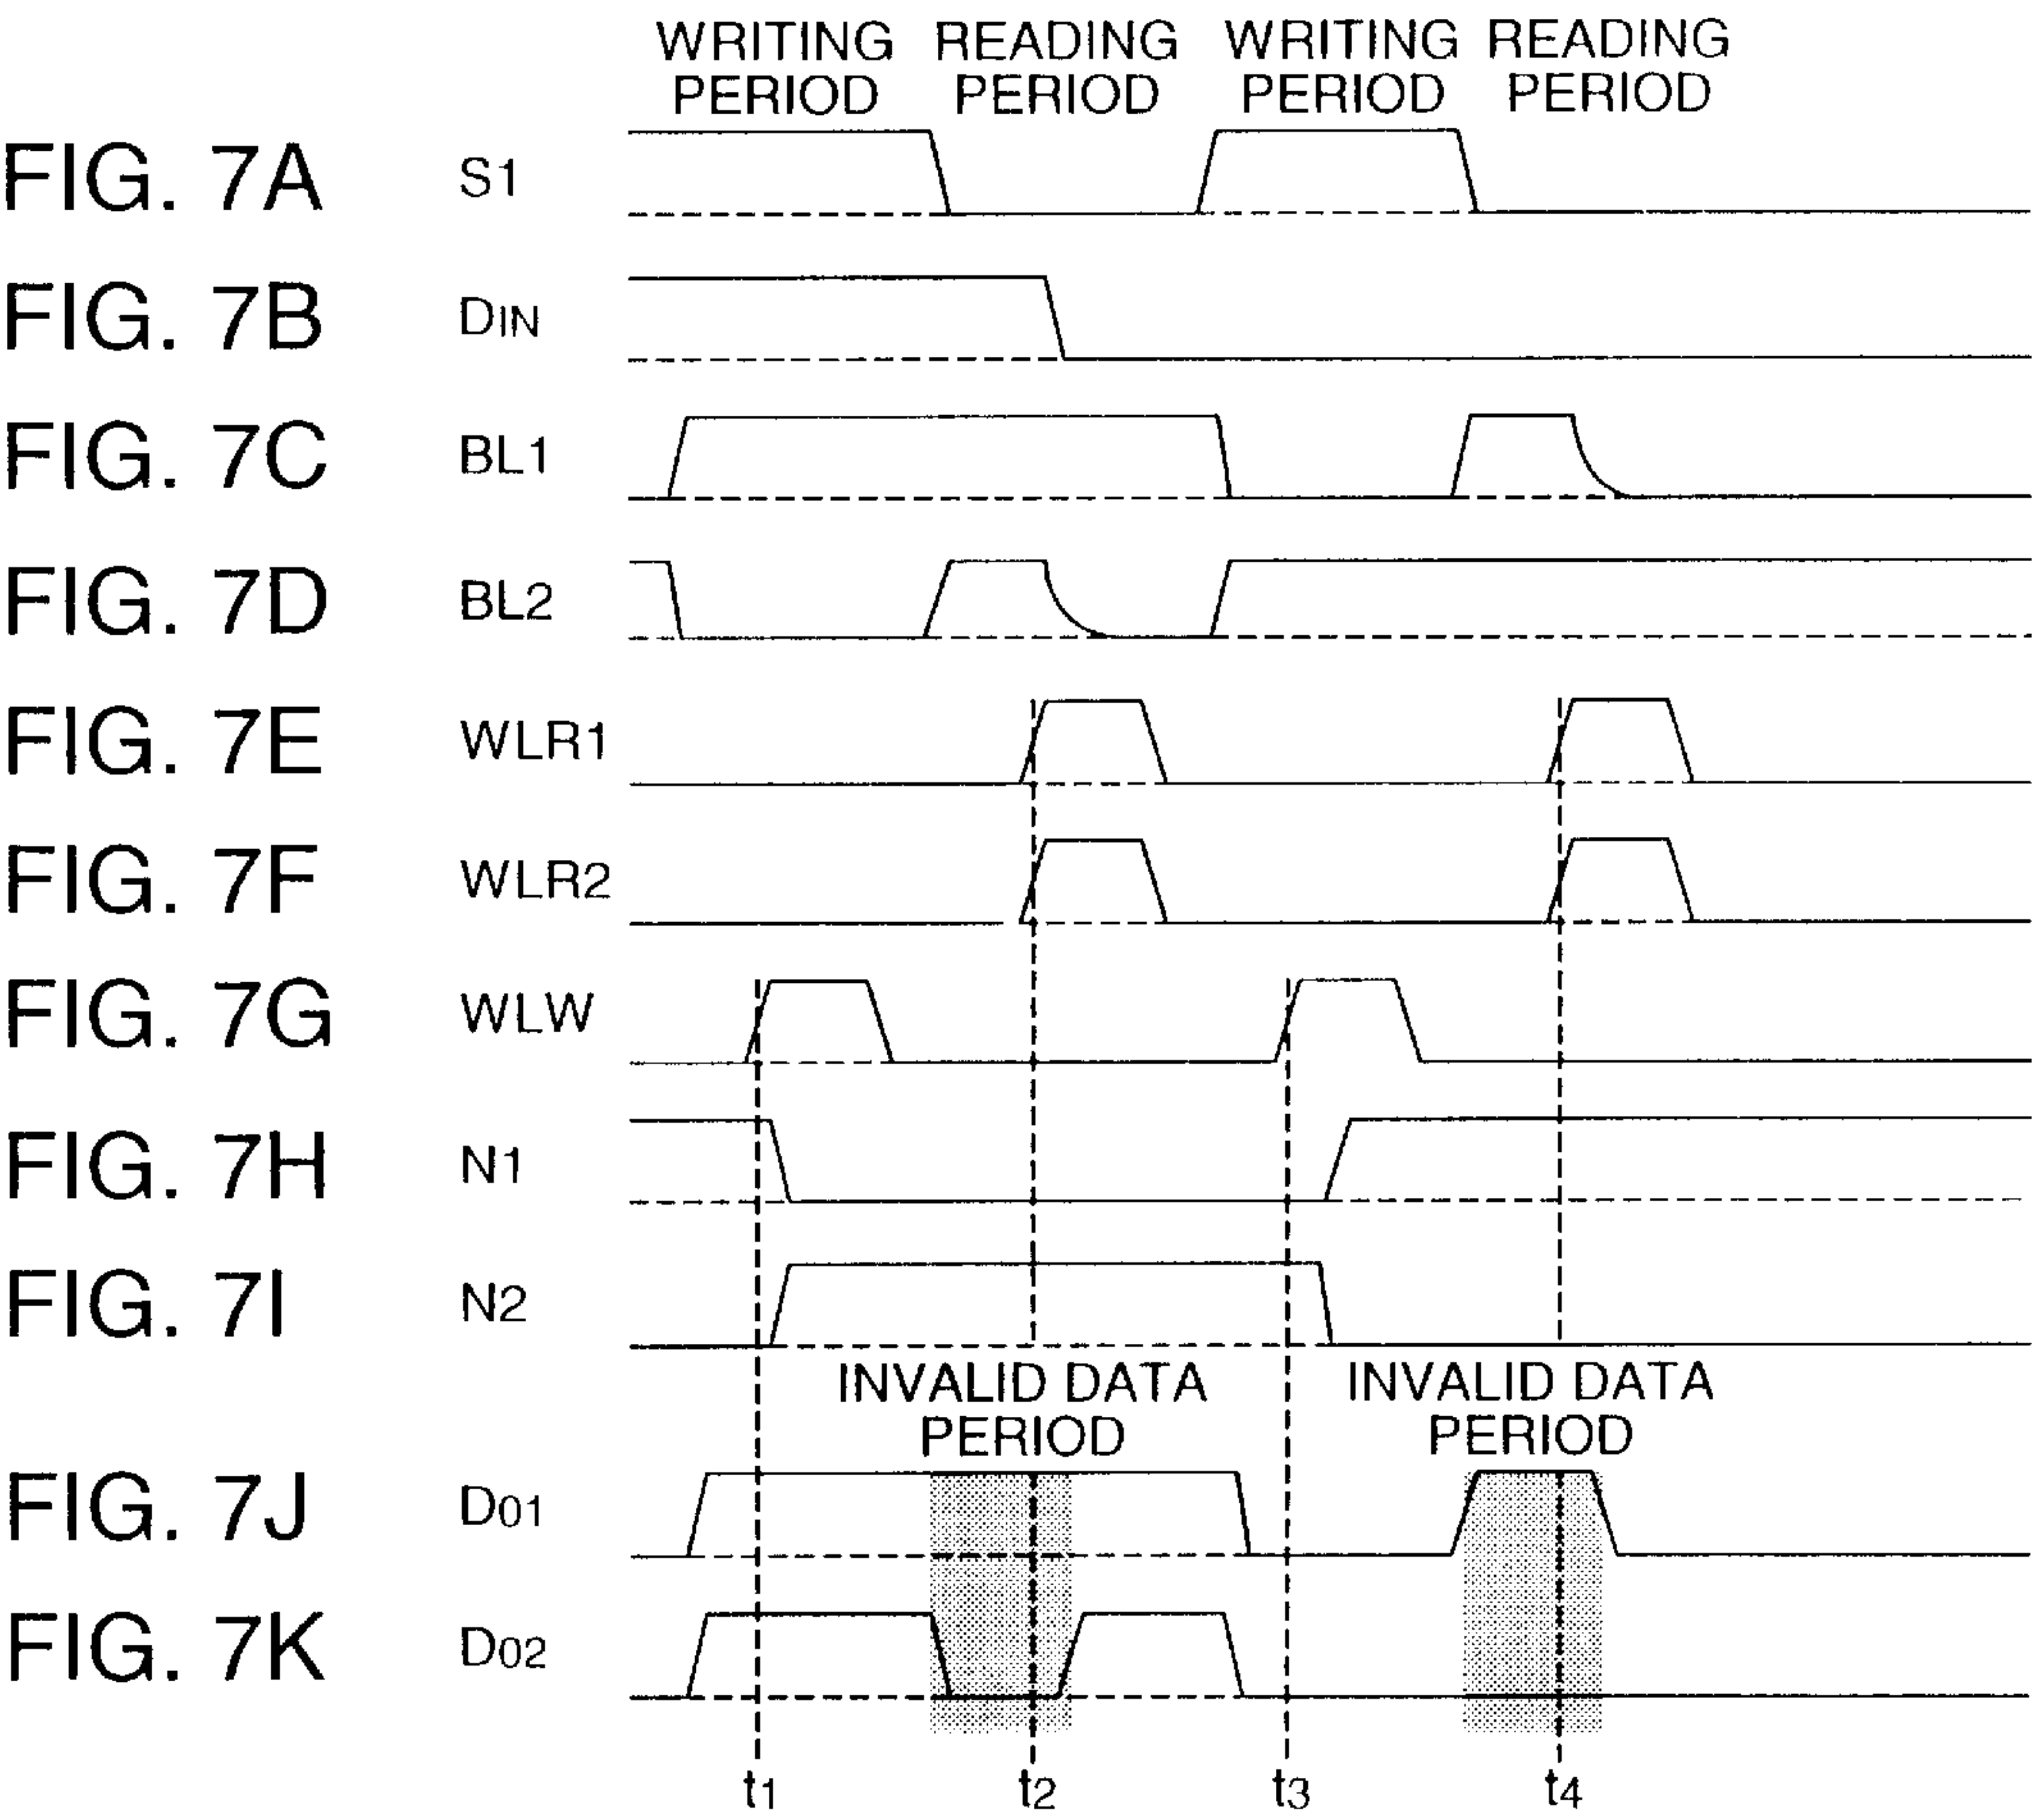 WRITING READING WRITING READING
PERIOD PERIOD PERIOD PERIOD
FIG. 7A S1
FIG. 7B DIN
FIG. 7C BL1
FIG. 7D BL2
FIG. 7E WLR1
FIG. 7F WLR2
FIG. 7G WLW
FIG. 7H N1
FIG. 7I N2
INVALID DATA INVALID DATA
PERIOD PERIOD
FIG. 7J D01
FIG. 7K D02
t1 t2 t3 t4